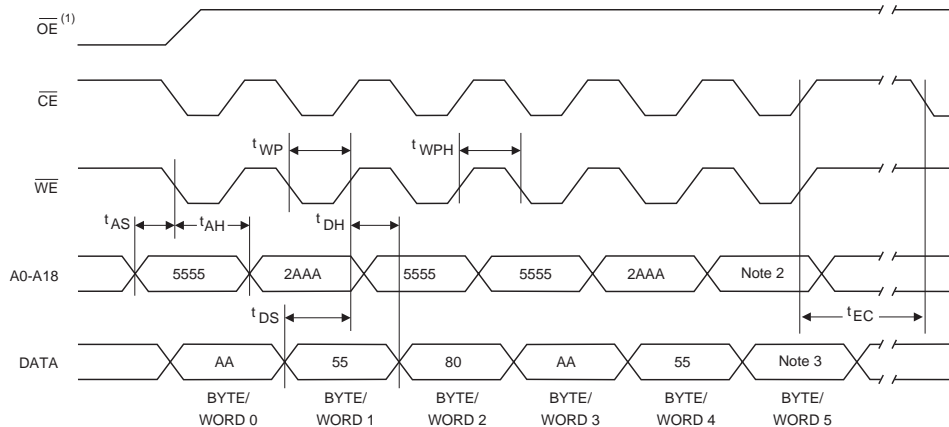 OE (1)
CE
t WP
t WPH
WE
t AS
t AH
t DH
A0-A18
5555
2AAA
5555
5555
2AAA
Note 2
t DS
t EC
DATA
AA
55
80
AA
55
Note 3
BYTE/
WORD 0
BYTE/
WORD 1
BYTE/
WORD 2
BYTE/
WORD 3
BYTE/
WORD 4
BYTE/
WORD 5